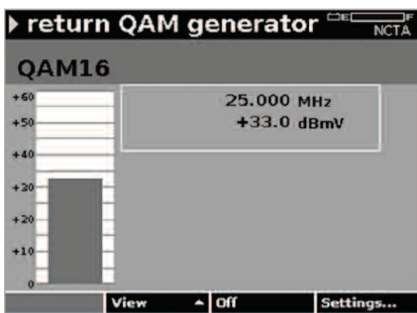 return QAM generator
E F
NCTA
QAM16
+60
+50
+40
+30
+20
+10
0
25.000 MHz
+33.0 dBmV
View Off Settings...